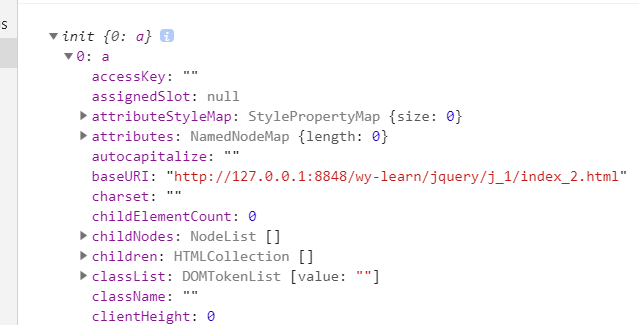 is
init {0: a} i
0: a
accessKey: ""
assignedSlot: null
attributeStyleMap: StylePropertyMap {size: 0}
attributes: NamedNodeMap {length: 0}
autocapitalize: ""
baseURI: "http://127.0.0.1:8848/wy-learn/jquery/j_1/index_2.html"
charset: ""
childElementCount: 0
childNodes: NodeList []
children: HTMLCollection []
classList: DOMTokenList [value: ""]
className: ""
clientHeight: 0